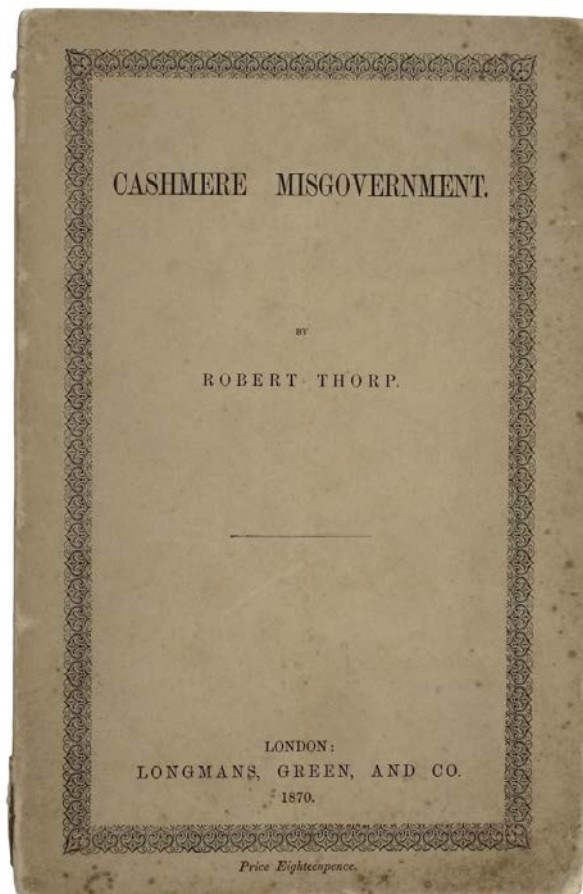 CASHMERE MISGOVERNMENT.
BY
ROBERT THORP.
LONDON:
LONGMANS, GREEN, AND CO.
1870.
Price Eighteenpence.